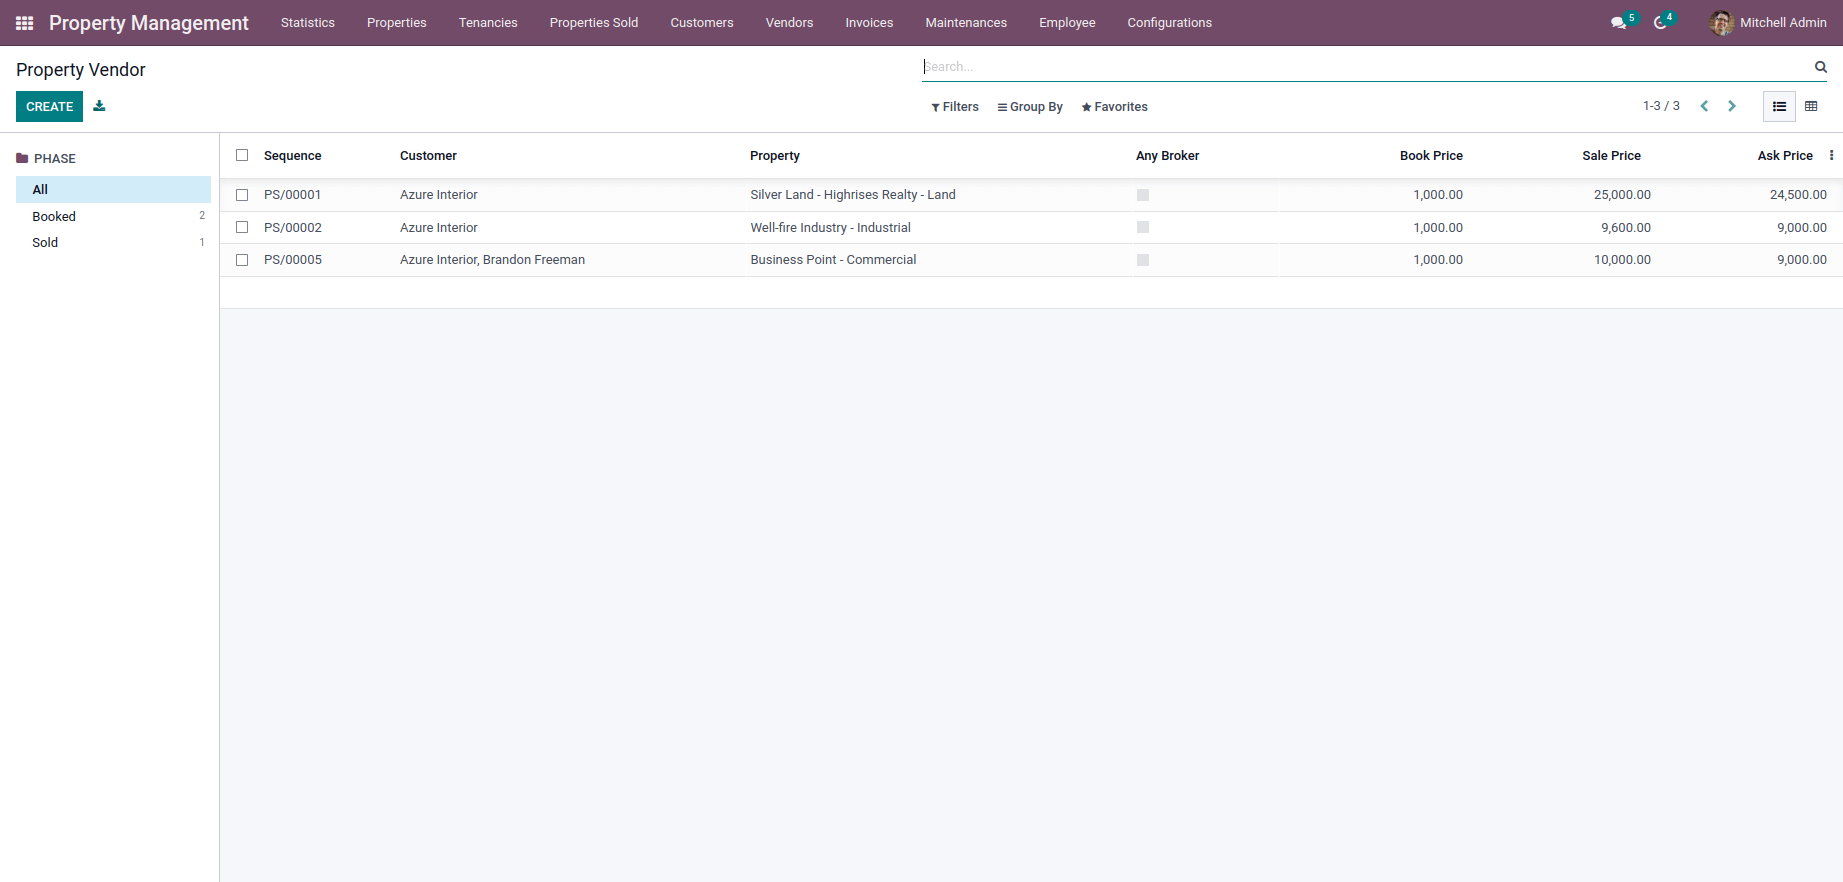 Property Management Statistics Properties Tenancies Properties Sold Customers Vendors Invoices Maintenances Employee Configurations 5 4 Mitchell Admin
Property Vendor Search...
CREATE Filters Group By Favorites 1-3 / 3
PHASE
All
Booked 2
Sold 1
Sequence Customer Property Any Broker Book Price Sale Price Ask Price
PS/00001 Azure Interior Silver Land - Highrises Realty - Land 1,000.00 25,000.00 24,500.00
PS/00002 Azure Interior Well-fire Industry - Industrial 1,000.00 9,600.00 9,000.00
PS/00005 Azure Interior, Brandon Freeman Business Point - Commercial 1,000.00 10,000.00 9,000.00